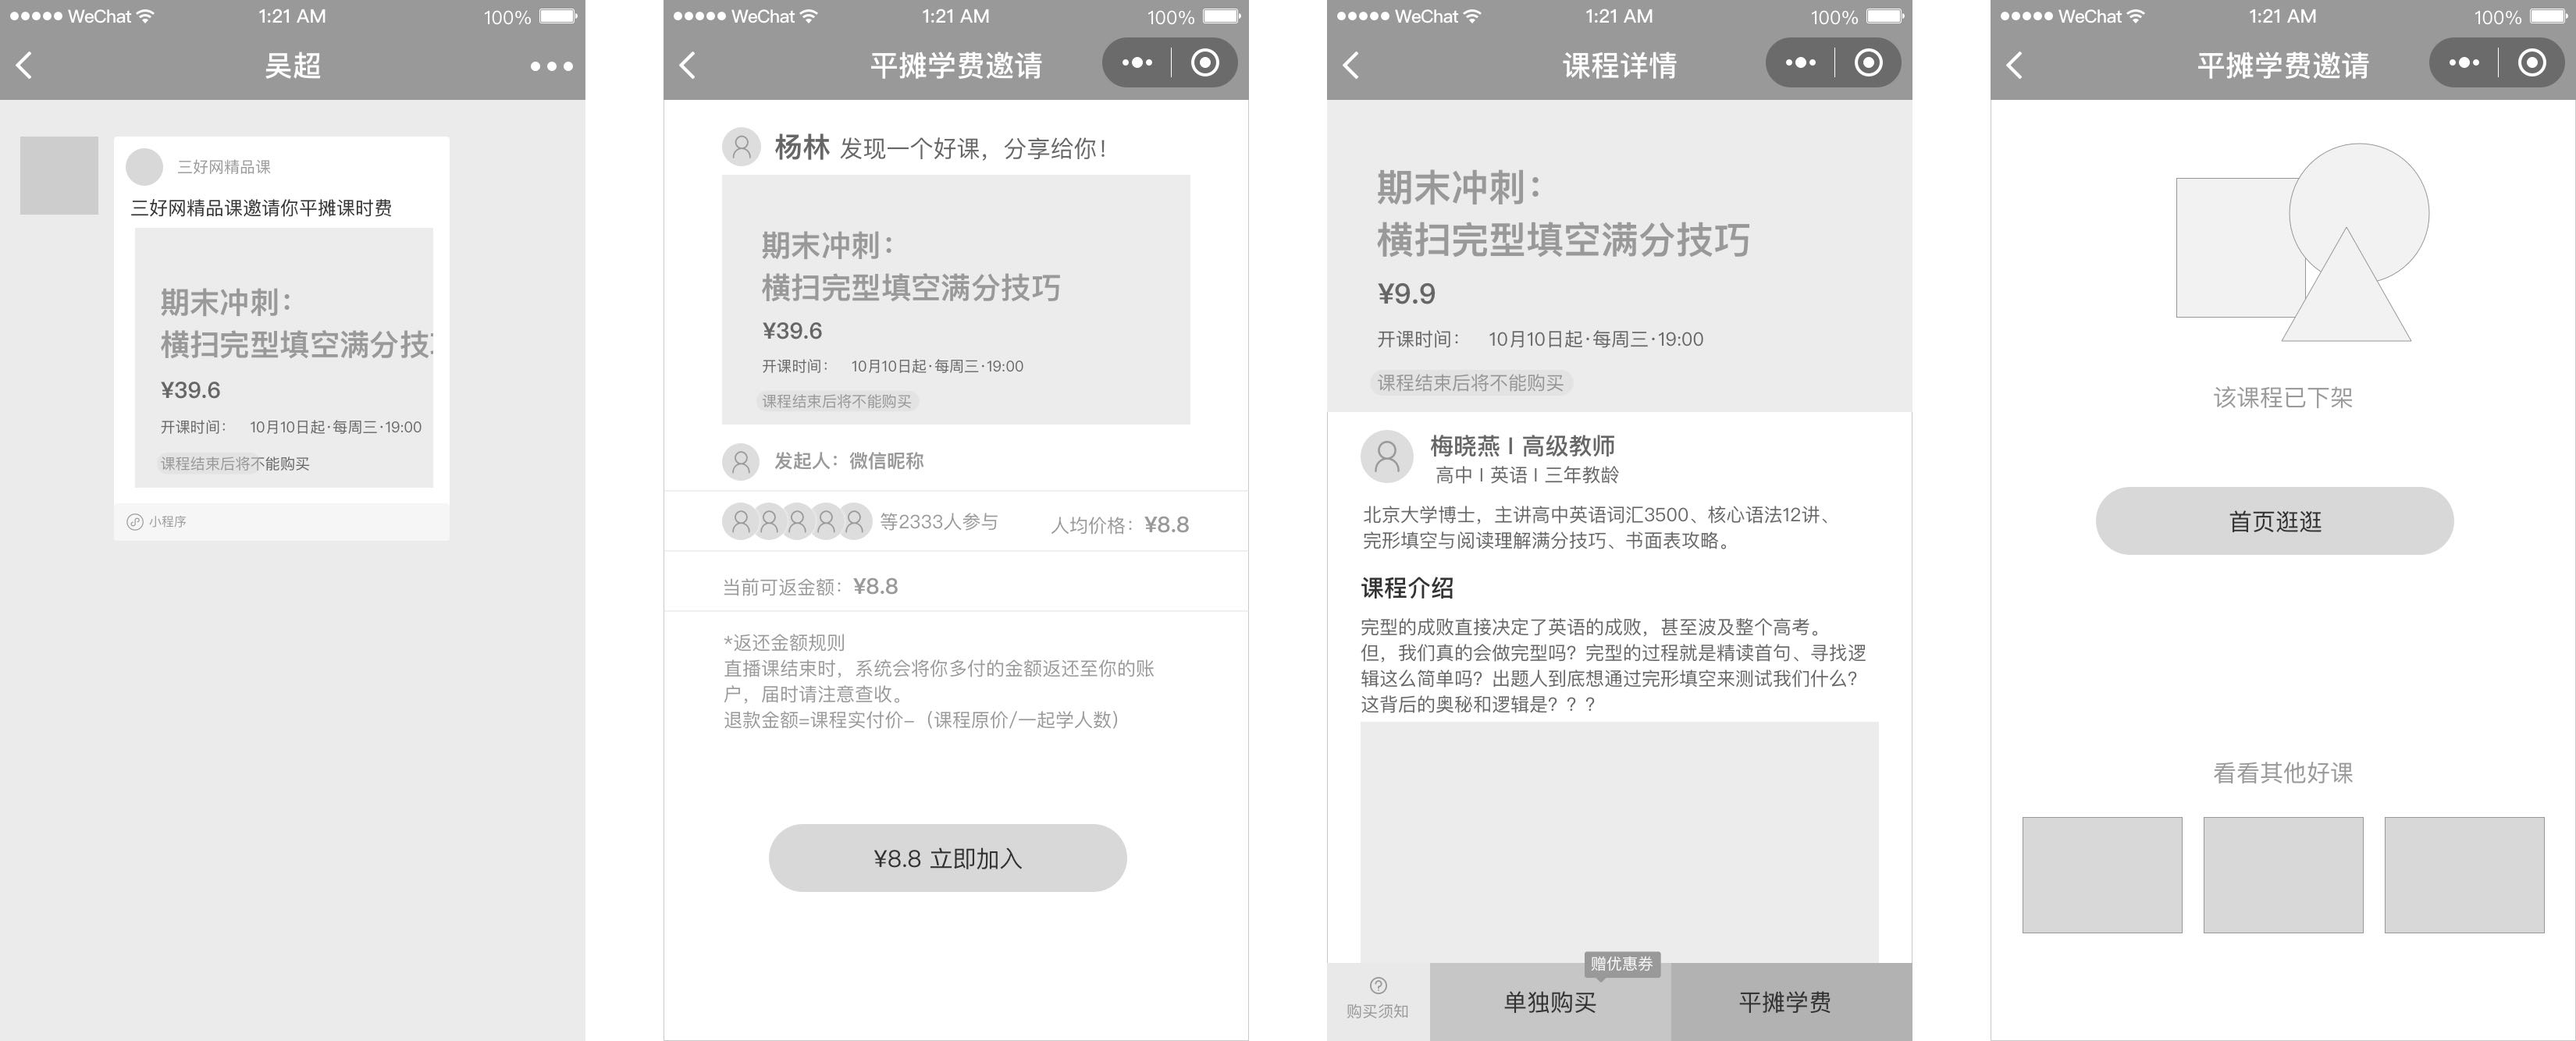 WeChat 1:21 AM 100%
吴超
三好网精品课
三好网精品课邀请你平摊课时费
期末冲刺：
横扫完型填空满分技
¥39.6
开课时间： 10月10日起·每周三·19:00
课程结束后将不能购买
小程序
WeChat 1:21 AM 100%
平摊学费邀请
杨林 发现一个好课，分享给你！
期末冲刺：
横扫完型填空满分技巧
¥39.6
开课时间： 10月10日起·每周三·19:00
课程结束后将不能购买
发起人：微信昵称
等2333人参与 人均价格：¥8.8
当前可返金额：¥8.8
*返还金额规则
直播课结束时，系统会将你多付的金额返还至你的账
户，届时请注意查收。
退款金额=课程实付价-（课程原价/一起学人数）
¥8.8 立即加入
WeChat 1:21 AM 100%
课程详情
期末冲刺：
横扫完型填空满分技巧
¥9.9
开课时间： 10月10日起·每周三·19:00
课程结束后将不能购买
梅晓燕 I 高级教师
高中 I 英语 I 三年教龄
北京大学博士，主讲高中英语词汇3500、核心语法12讲、
完形填空与阅读理解满分技巧、书面表攻略。
课程介绍
完型的成败直接决定了英语的成败，甚至波及整个高考。
但，我们真的会做完型吗？完型的过程就是精读首句、寻找逻
辑这么简单吗？出题人到底想通过完形填空来测试我们什么？
这背后的奥秘和逻辑是？？？
赠优惠券
购买须知 单独购买 平摊学费
WeChat 1:21 AM 100%
平摊学费邀请
该课程已下架
首页逛逛
看看其他好课